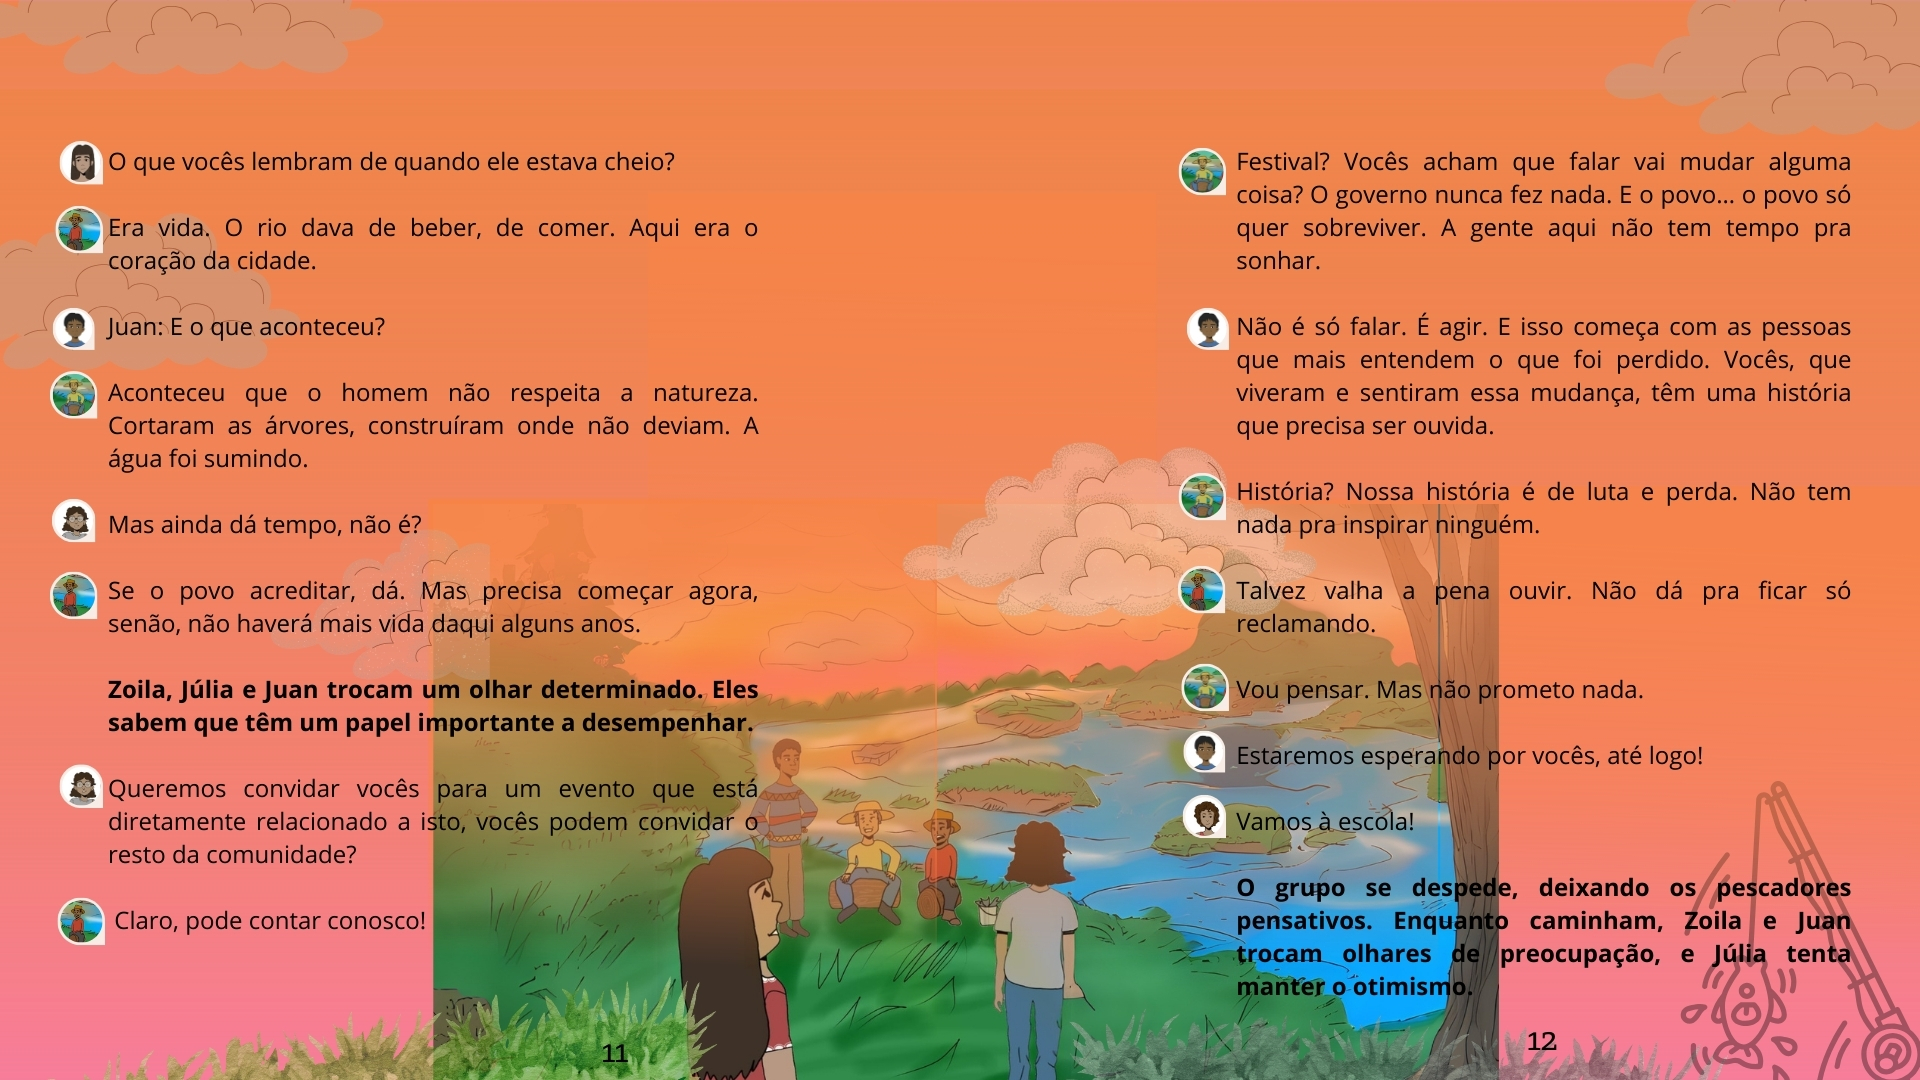 O que vocês lembram de quando ele estava cheio?
Era vida. O rio dava de beber, de comer. Aqui era o
coração da cidade.
Juan: E o que aconteceu?
Aconteceu que o homem não respeita a natureza.
Cortaram as árvores, construíram onde não deviam. A
água foi sumindo.
Mas ainda dá tempo, não é?
Se o povo acreditar, dá. Mas precisa começar agora,
senão, não haverá mais vida daqui alguns anos.
Zoila, Júlia e Juan trocam um olhar determinado. Eles
sabem que têm um papel importante a desempenhar.
Queremos convidar vocês para um evento que está
diretamente relacionado a isto, vocês podem convidar o
resto da comunidade?
Claro, pode contar conosco!
11
Festival? Vocês acham que falar vai mudar alguma
coisa? O governo nunca fez nada. E o povo... o povo só
quer sobreviver. A gente aqui não tem tempo pra
sonhar.
Não é só falar. É agir. E isso começa com as pessoas
que mais entendem o que foi perdido. Vocês, que
viveram e sentiram essa mudança, têm uma história
que precisa ser ouvida.
História? Nossa história é de luta e perda. Não tem
nada pra inspirar ninguém.
Talvez valha a pena ouvir. Não dá pra ficar só
reclamando.
Vou pensar. Mas não prometo nada.
Estaremos esperando por vocês, até logo!
Vamos à escola!
O grupo se despede, deixando os pescadores
pensativos. Enquanto caminham, Zoila e Juan
trocam olhares de preocupação, e Júlia tenta
manter o otimismo.
12